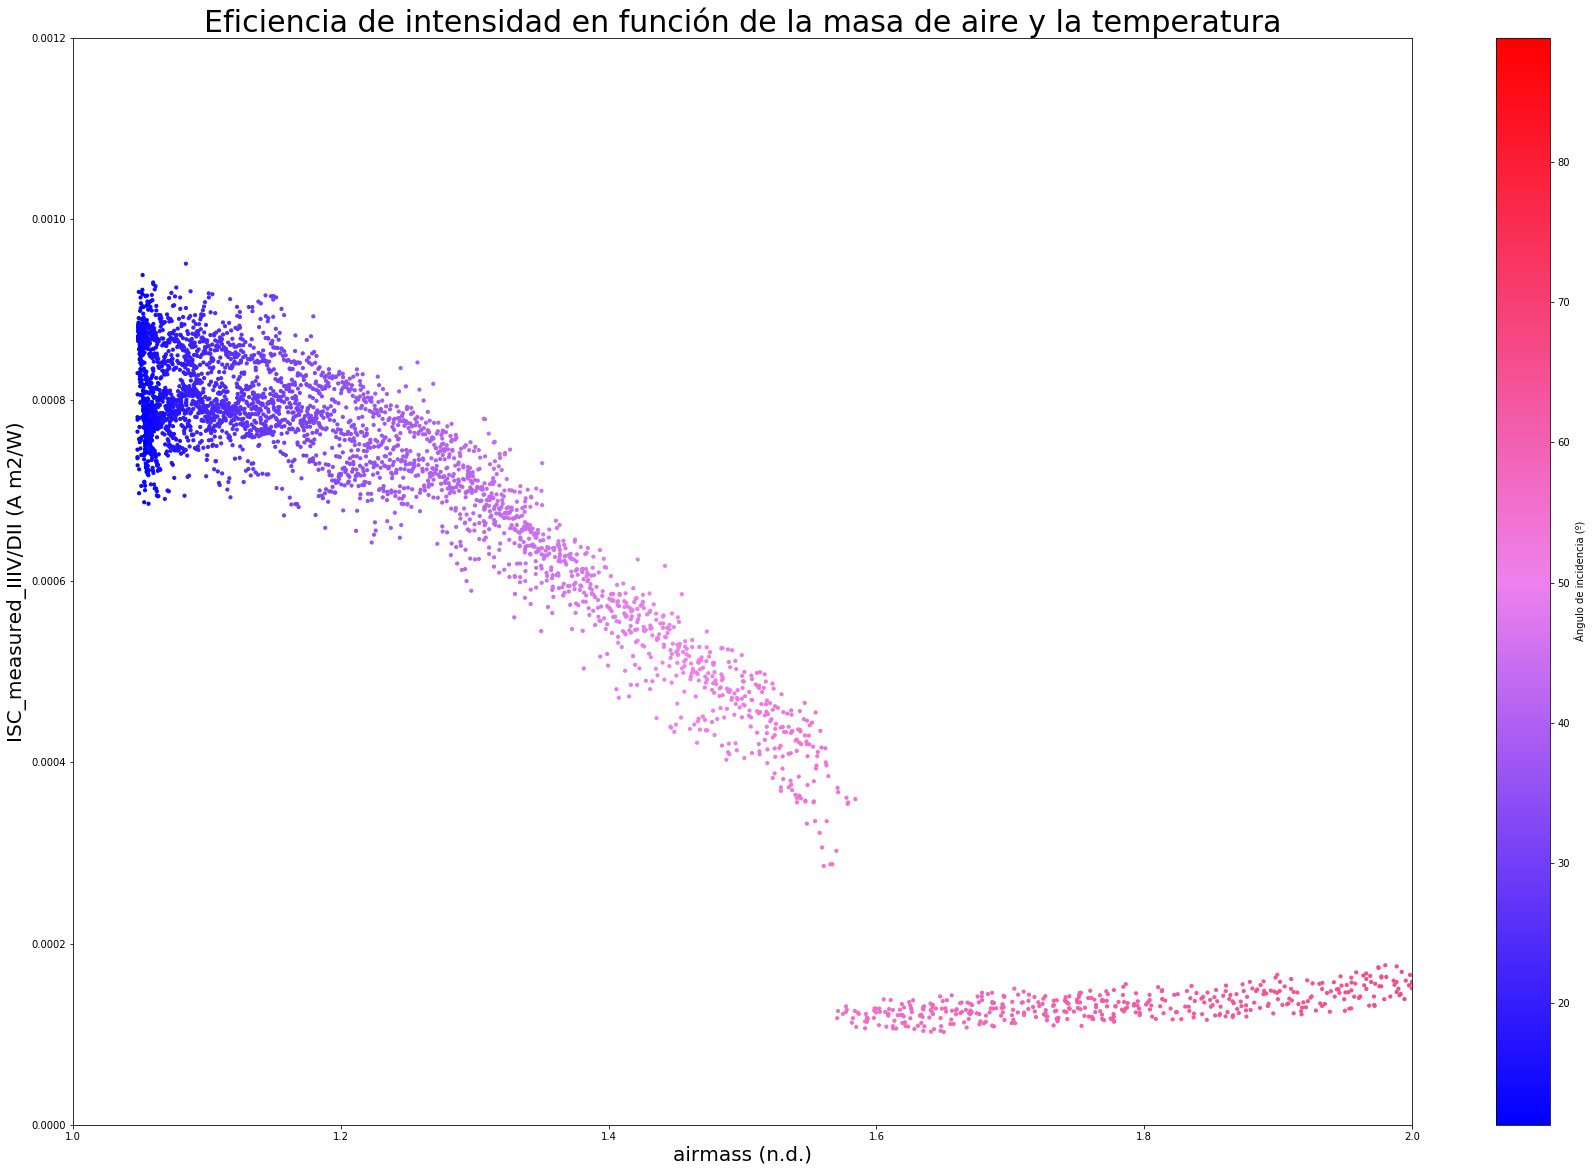 Eficiencia de intensidad en función de la masa de aire y la temperatura
0.0012
0.0010
0.0008
0.0006
0.0004
0.0002
0.0000
ISC_measured_IIIV/DII (A m2/W)
1.0 1.2 1.4 1.6 1.8 2.0
airmass (n.d.)
80
70
60
50
40
30
20
Ángulo de incidencia (º)